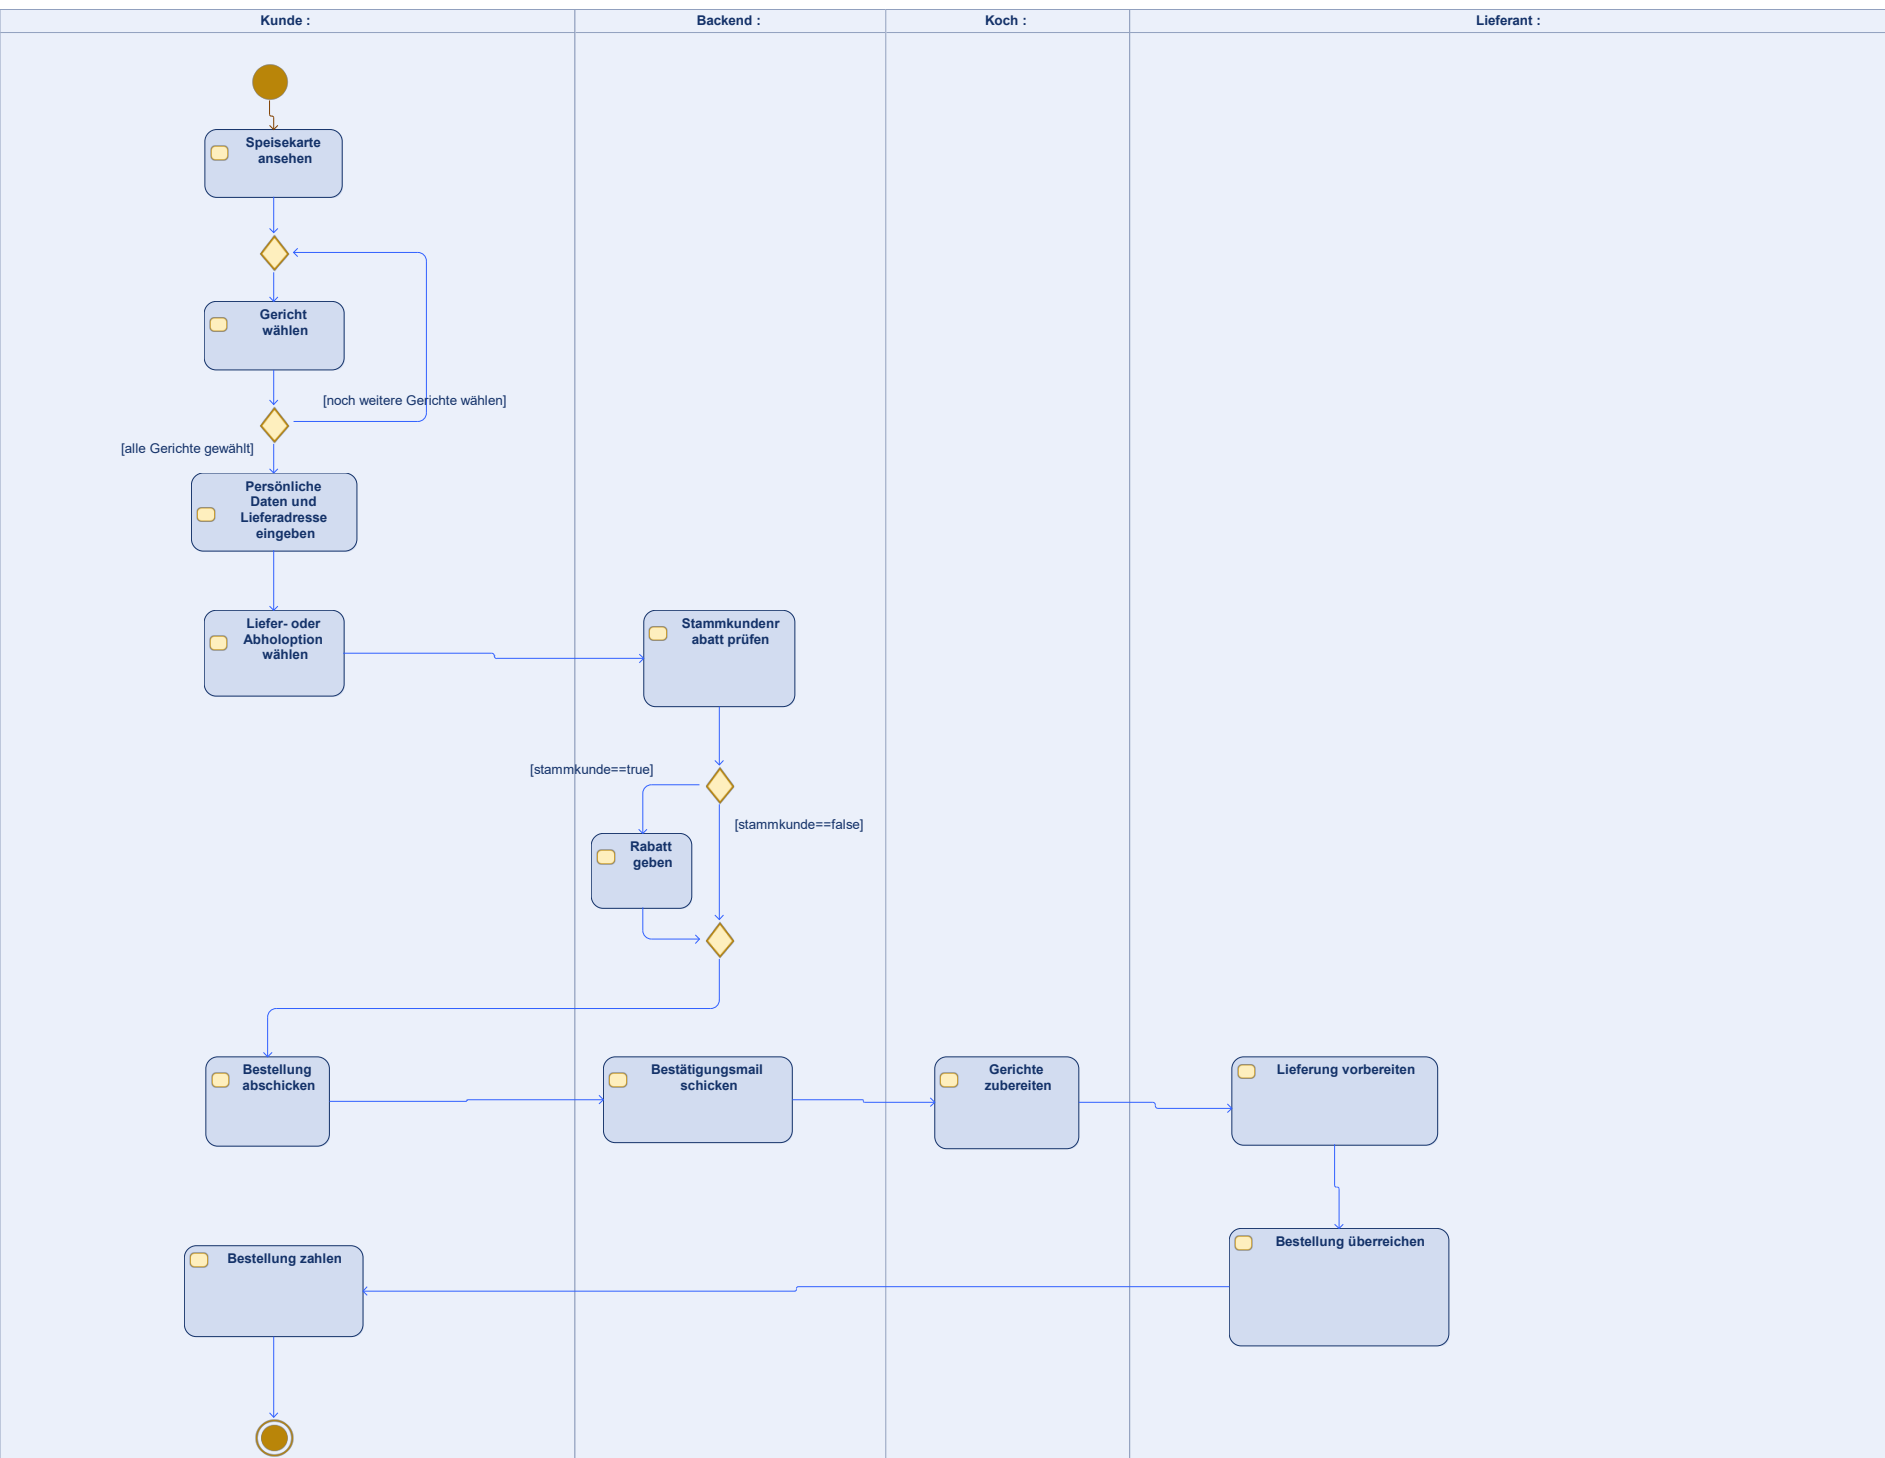 Kunde :
Backend :
Koch :
Lieferant :
Speisekarte
ansehen
Gericht
wählen
[noch weitere Gerichte wählen]
[alle Gerichte gewählt]
Persönliche
Daten und
Lieferadresse
eingeben
Liefer- oder
Abholoption
wählen
Stammkundenr
abatt prüfen
[stammkunde==true]
[stammkunde==false]
Rabatt
geben
Bestellung
abschicken
Bestätigungsmail
schicken
Gerichte
zubereiten
Lieferung vorbereiten
Bestellung überreichen
Bestellung zahlen